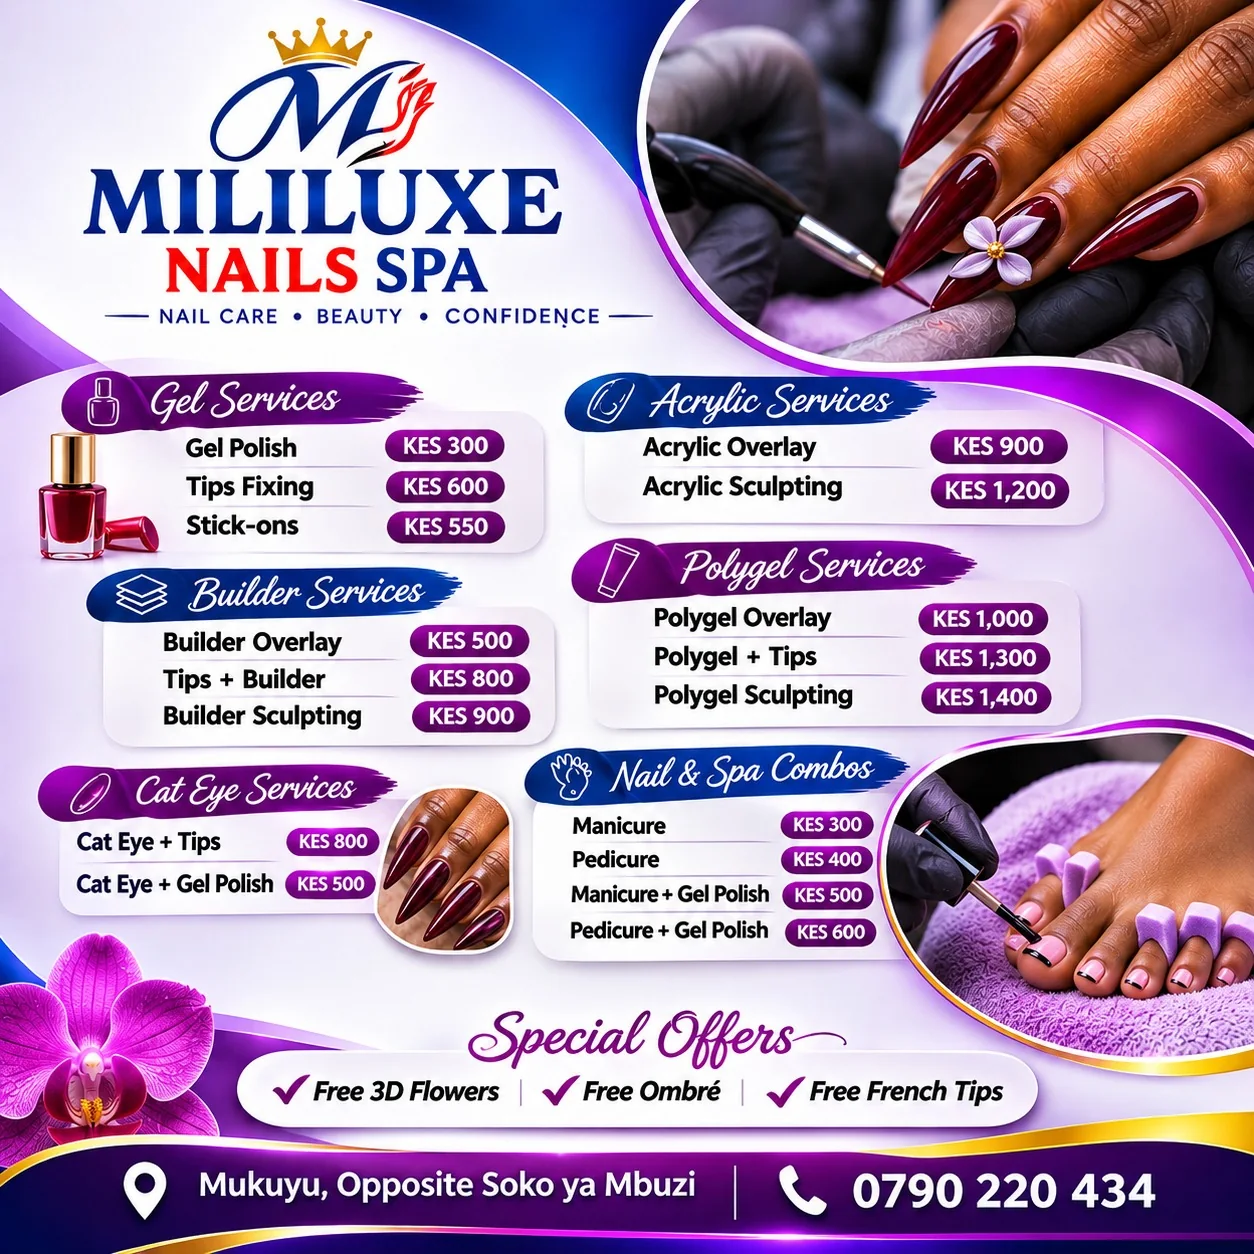 MILILUXE
NAILS SPA
NAIL CARE • BEAUTY • CONFIDENCE
Gel Services
Gel Polish KES 300
Tips Fixing KES 600
Stick-ons KES 550
Acrylic Services
Acrylic Overlay KES 900
Acrylic Sculpting KES 1,200
Builder Services
Builder Overlay KES 500
Tips + Builder KES 800
Builder Sculpting KES 900
Polygel Services
Polygel Overlay KES 1,000
Polygel + Tips KES 1,300
Polygel Sculpting KES 1,400
Cat Eye Services
Cat Eye + Tips KES 800
Cat Eye + Gel Polish KES 500
Nail & Spa Combos
Manicure KES 300
Pedicure KES 400
Manicure + Gel Polish KES 500
Pedicure + Gel Polish KES 600
Special Offers
Free 3D Flowers | Free Ombré | Free French Tips
Mukuyu, Opposite Soko ya Mbuzi | 0790 220 434